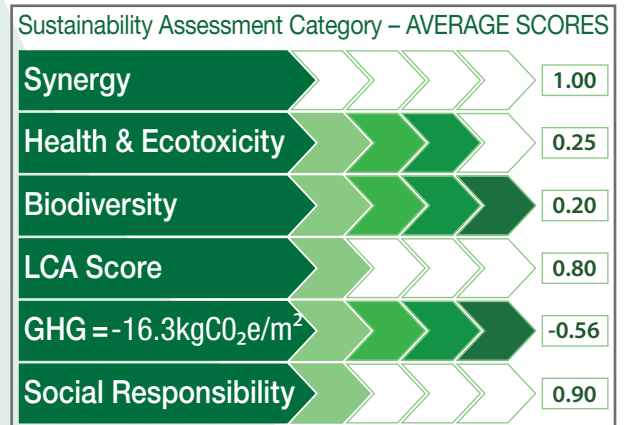 Sustainability Assessment Category – AVERAGE SCORES
Synergy 1.00
Health & Ecotoxicity 0.25
Biodiversity 0.20
LCA Score 0.80
GHG = -16.3kgC0₂e/m² -0.56
Social Responsibility 0.90